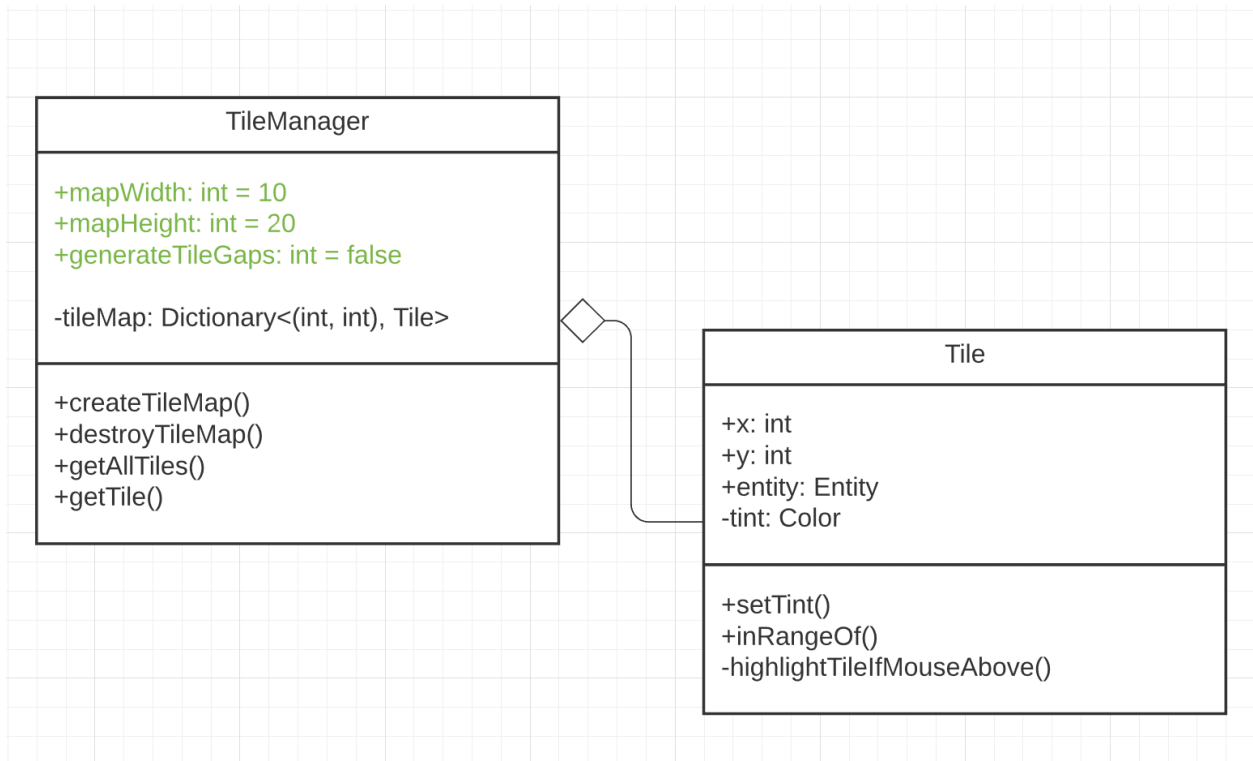 TileManager
+mapWidth: int = 10
+mapHeight: int = 20
+generateTileGaps: int = false
-tileMap: Dictionary<(int, int), Tile>
+createTileMap()
+destroyTileMap()
+getAllTiles()
+getTile()
Tile
+x: int
+y: int
+entity: Entity
-tint: Color
+setTint()
+inRangeOf()
-highlightTileIfMouseAbove()